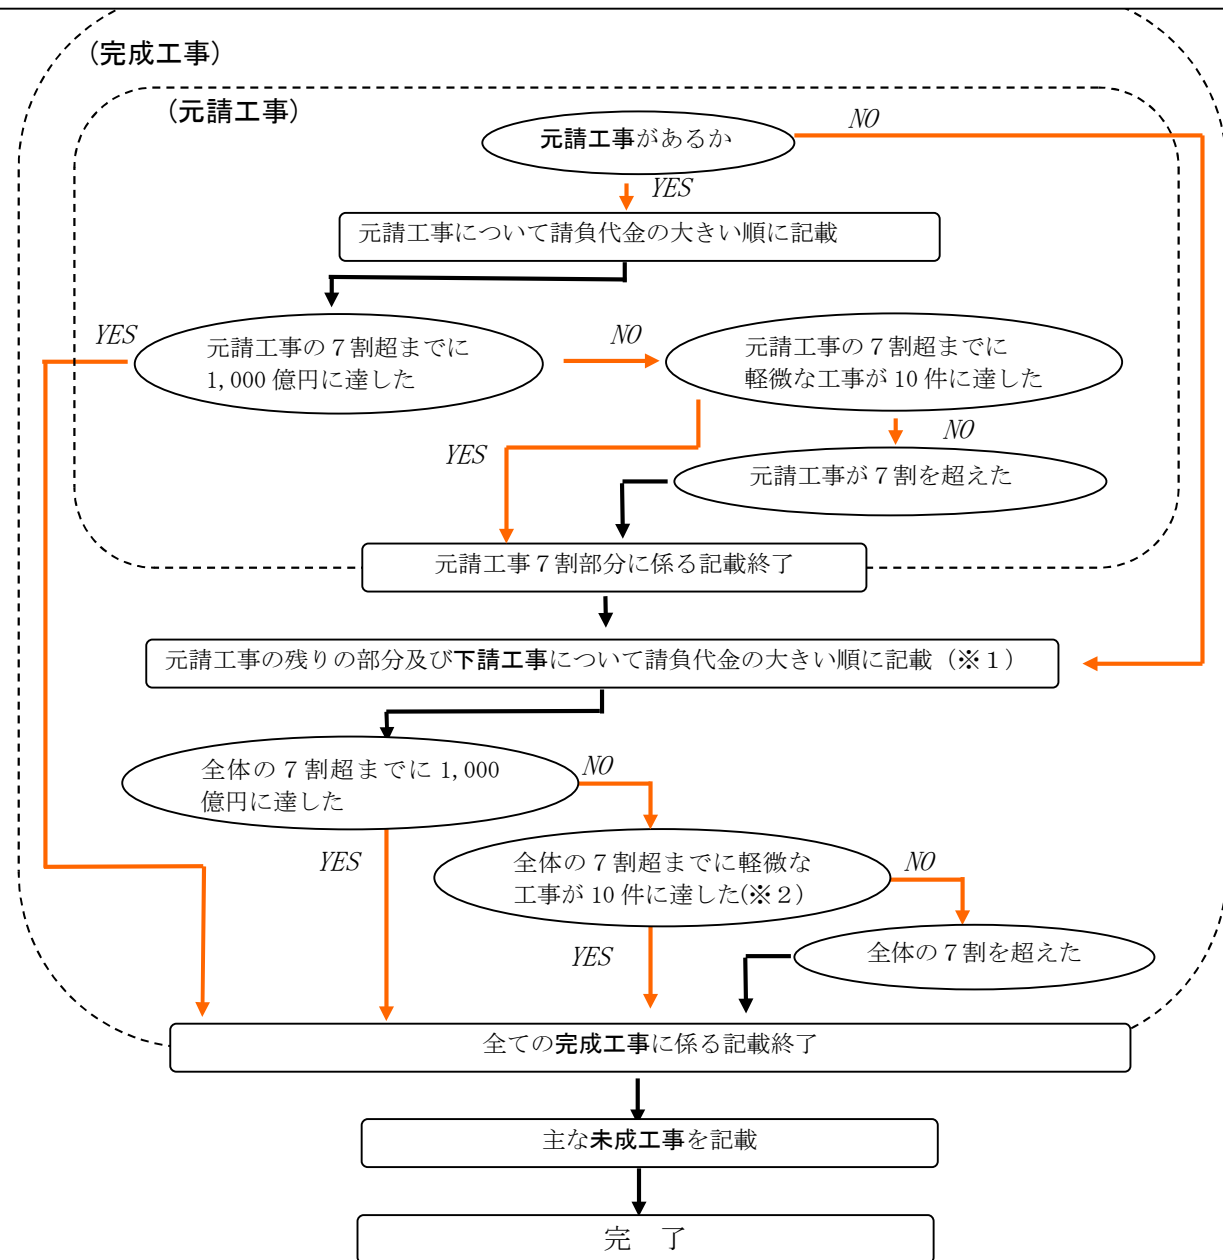 (完成工事)
(元請工事)
元請工事があるか
NO
YES
元請工事について請負代金の大きい順に記載
YES
元請工事の７割超までに
1,000 億円に達した
NO
元請工事の７割超までに
軽微な工事が 10 件に達した
YES
NO
元請工事が７割を超えた
元請工事７割部分に係る記載終了
元請工事の残りの部分及び下請工事について請負代金の大きい順に記載（※１）
全体の７割超までに 1,000
億円に達した
NO
YES
全体の７割超までに軽微な
工事が 10 件に達した(※２)
NO
YES
全体の７割を超えた
全ての完成工事に係る記載終了
主な未成工事を記載
完　了